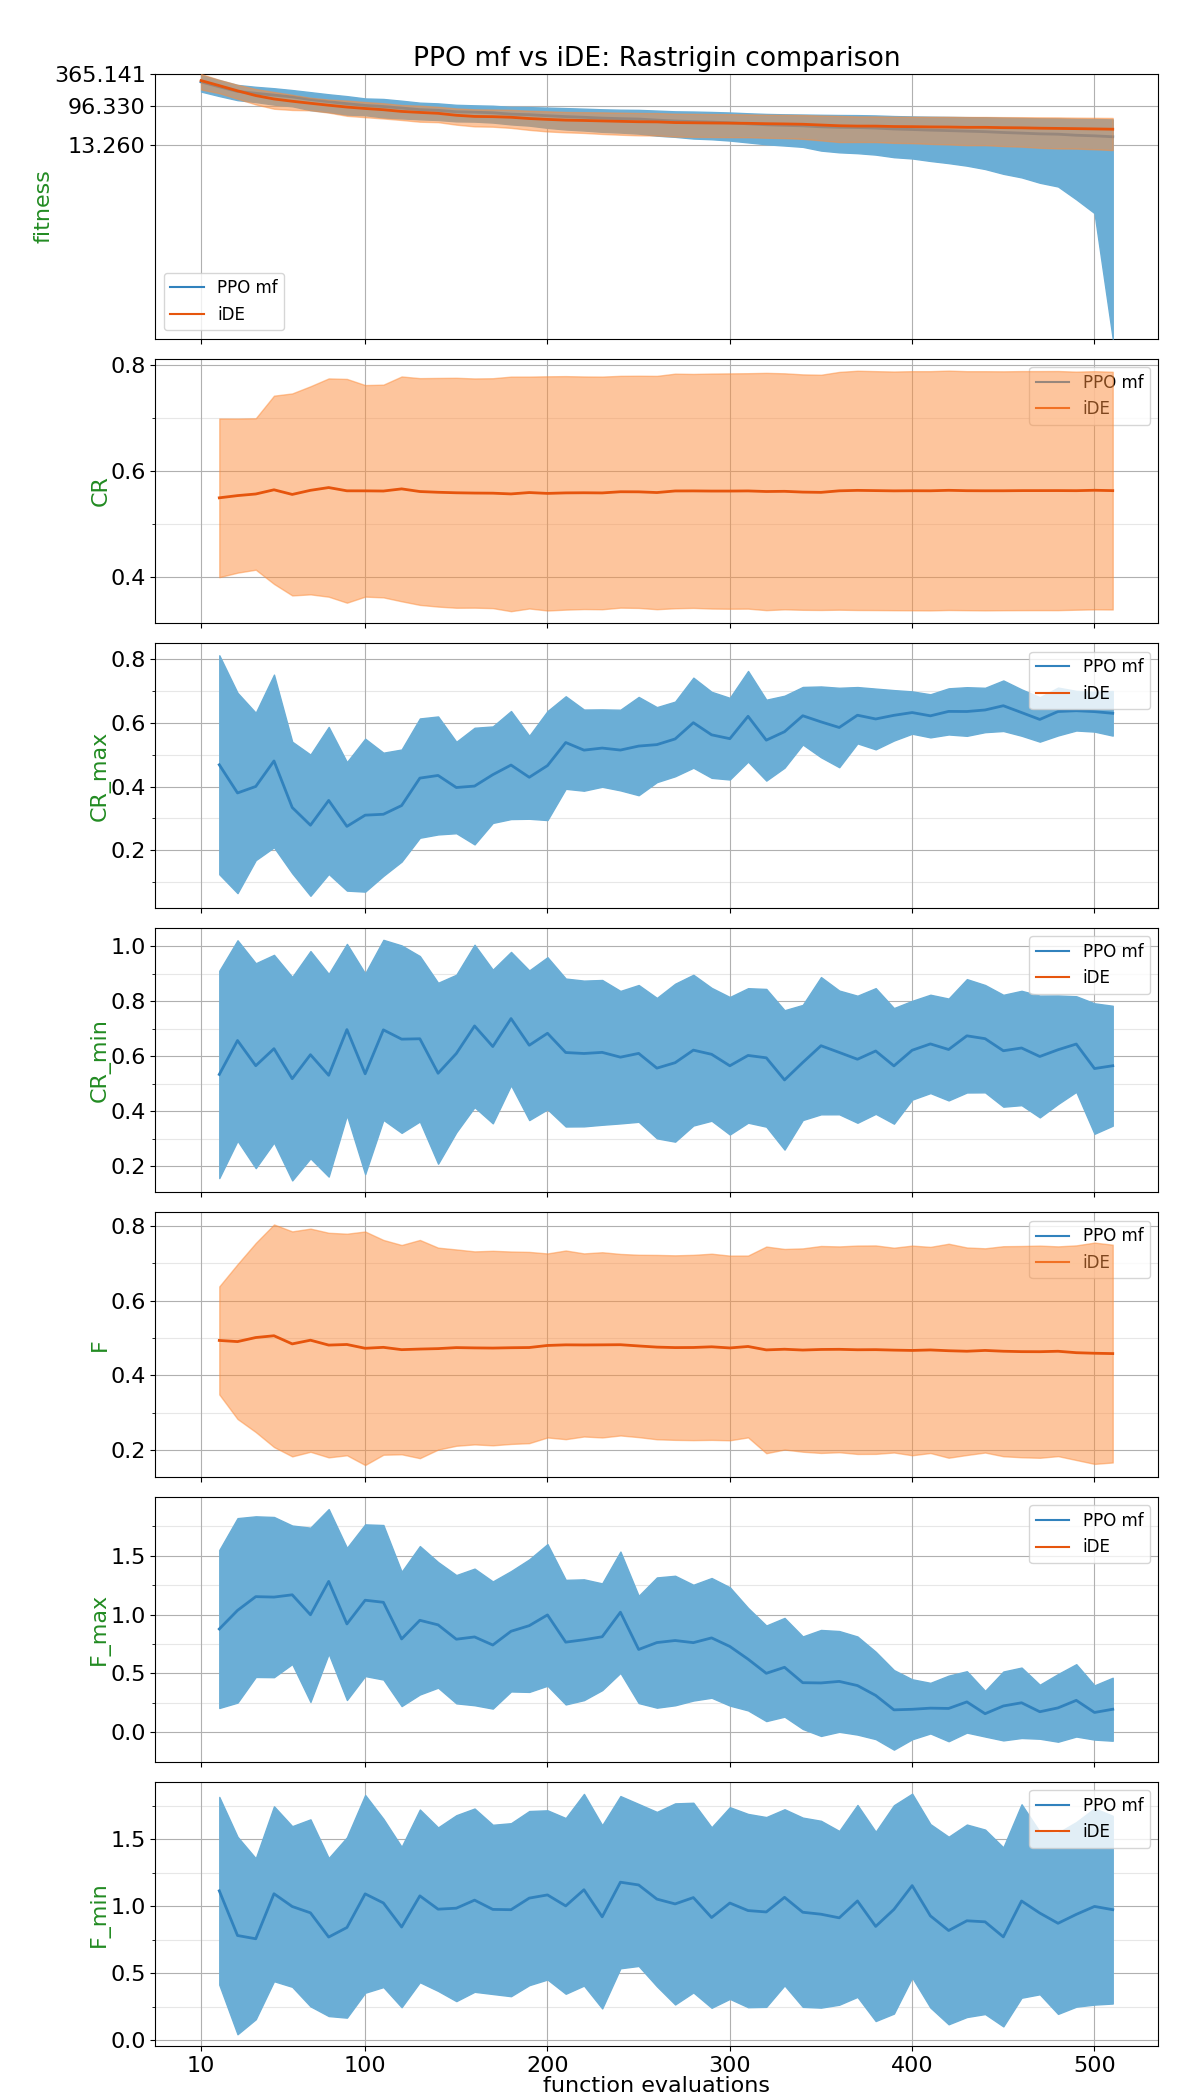 PPO mf vs iDE: Rastrigin comparison
365.141
96.330
13.260
fitness
PPO mf
iDE
0.8
0.6
0.4
CR
PPO mf
iDE
0.8
0.6
0.4
0.2
CR_max
PPO mf
iDE
1.0
0.8
0.6
0.4
0.2
CR_min
PPO mf
iDE
0.8
0.6
0.4
0.2
F
PPO mf
iDE
1.5
1.0
0.5
0.0
F_max
PPO mf
iDE
1.5
1.0
0.5
0.0
F_min
PPO mf
iDE
10 100 200 300 400 500
function evaluations